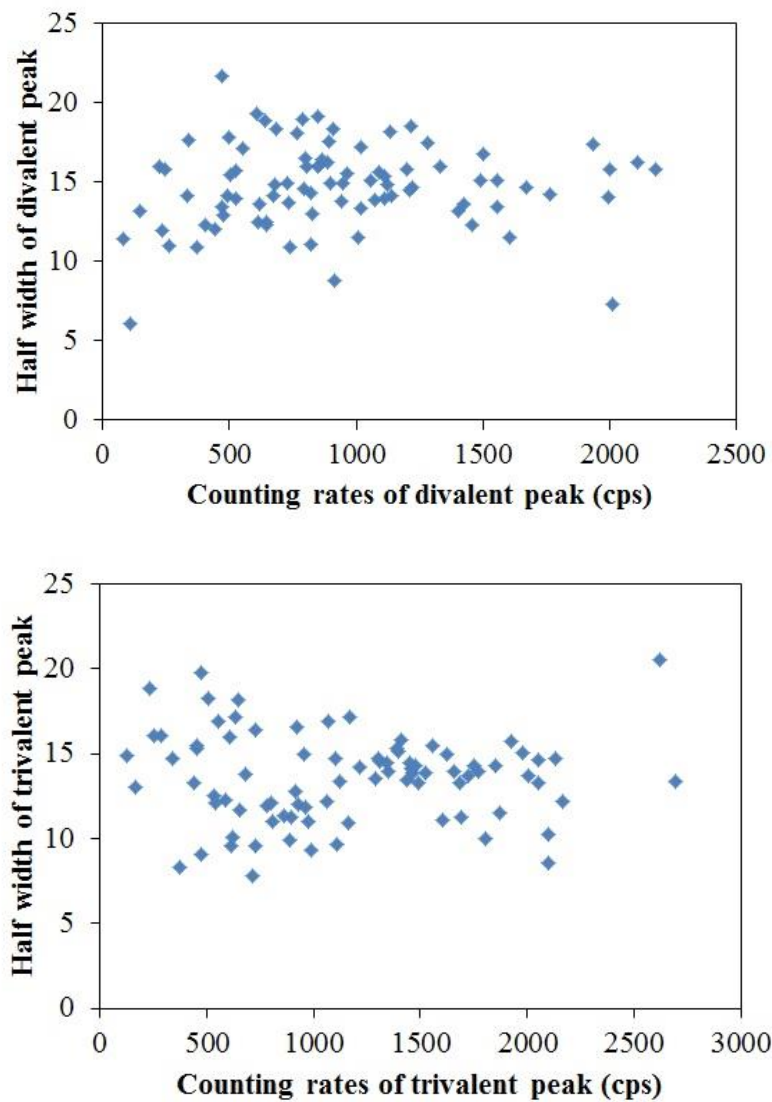 25
20
15
10
5
0
Half width of divalent peak
0 500 1000 1500 2000 2500
Counting rates of divalent peak (cps)
25
20
15
10
5
0
Half width of trivalent peak
0 500 1000 1500 2000 2500 3000
Counting rates of trivalent peak (cps)